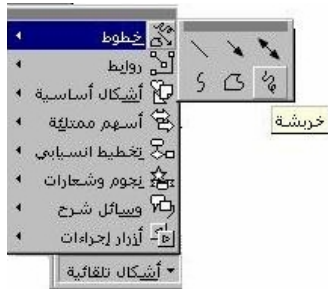 خطوط
روابط
أشكال أساسية
أسهم ممتلئة
تخطيط انسيابي
نجوم وشعارات
وسائل شرح
أزرار إجراءات
أشكال تلقائية
خربشة